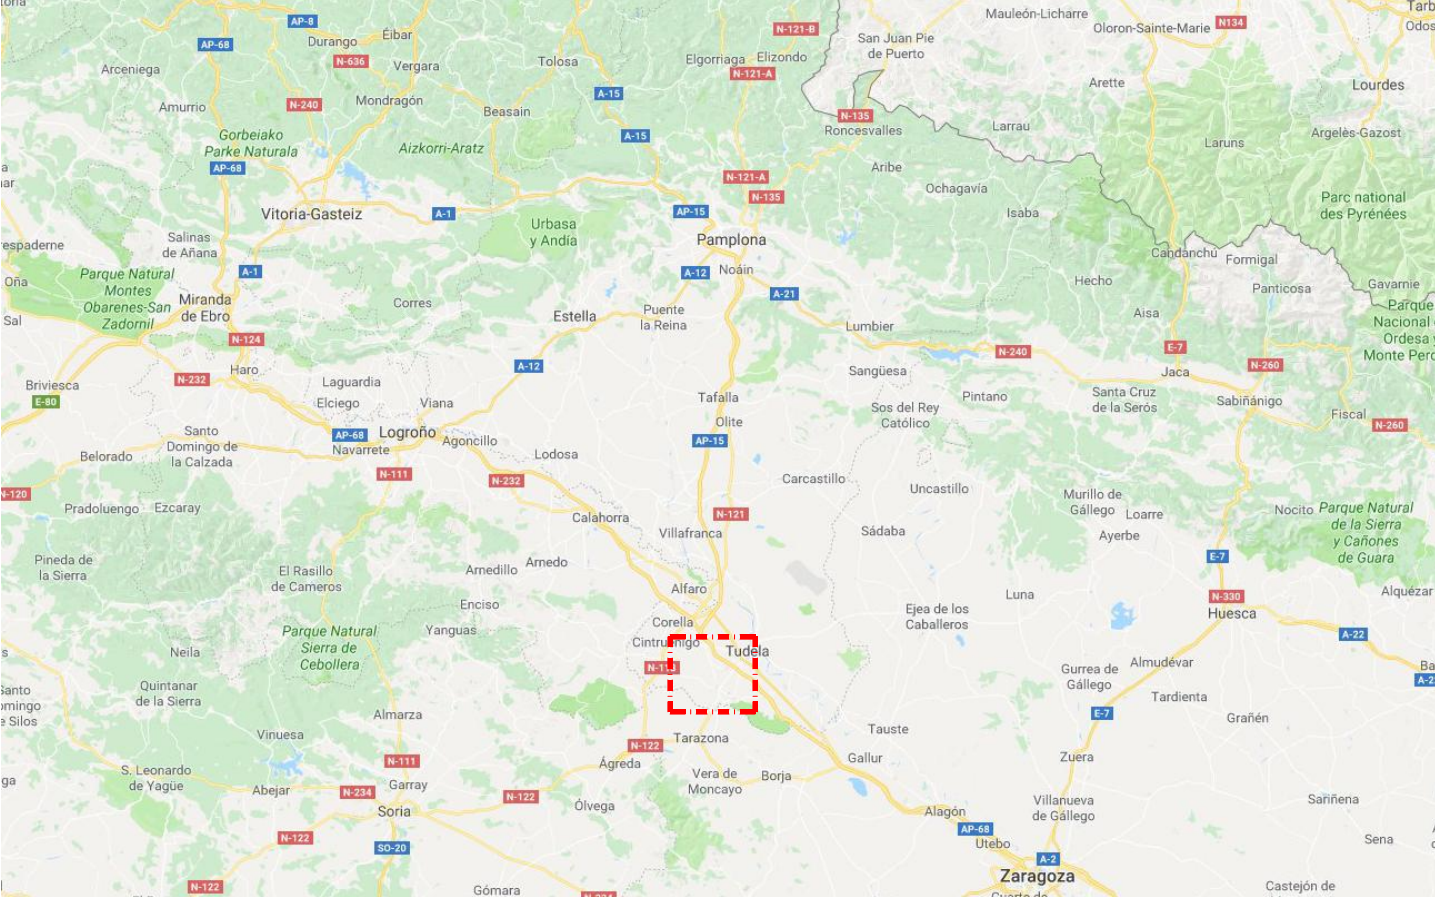 AP-8
N-121-B
Mauleón-Licharre
Oloron-Sainte-Marie
N134
AP-68
Durango
Éibar
San Juan Pie
de Puerto
Arceniega
N-636
Vergara
Tolosa
Elgorriaga
Elizondo
N-121-A
Arette
Lourdes
Amurrio
N-240
Mondragón
Beasain
A-15
N-135
Roncesvalles
Larrau
Gorbeiako
Parke Naturala
Aizkorri-Aratz
A-15
Laruns
Argelès-Gazost
AP-68
N-121-A
Aribe
Ochagavía
N-135
Vitoria-Gasteiz
A-1
AP-15
Isaba
Parc national
des Pyrénées
Urbasa
y Andía
Salinas
de Añana
Pamplona
Candanchú
Formigal
Oña
Parque Natural
Montes
Obarenes-San
Zadornil
A-1
A-12
Noáin
A-21
Hecho
Panticosa
Gavarnie
Miranda
de Ebro
Corres
Estella
Puente
la Reina
Lumbier
Aisa
Parque
Nacional
Ordesa y
Monte Perd
Sal
N-124
N-240
E-7
N-260
Haro
A-12
Sangüesa
Jaca
Briviesca
E-80
N-232
Laguardia
Elciego
Viana
Tafalla
Olite
Sos del Rey
Católico
Pintano
Santa Cruz
de la Serós
Sabiñánigo
Fiscal
N-260
Santo
Domingo de
la Calzada
AP-68
Navarrete
Logroño
Agoncillo
AP-15
Belorado
Lodosa
N-111
N-232
Carcastillo
Uncastillo
Murillo de
Gállego
Loarre
N-120
Pradoluengo
Ezcaray
Calahorra
N-121
Villafranca
Sádaba
Ayerbe
Nocito
Parque Natural
de la Sierra
y Cañones
de Guara
Pineda de
la Sierra
El Rasillo
de Cameros
Arnedillo
Arnedo
E-7
Alfaro
Luna
N-330
Huesca
Alquézar
Enciso
Corella
Ejea de los
Caballeros
Parque Natural
Sierra de
Cebollera
Yanguas
Cintruénigo
Tudela
A-22
Neila
N-113
Gurrea de
Gállego
Almudévar
Quintanar
de la Sierra
Tardienta
Almarza
E-7
Grañén
Vinuesa
N-122
Tarazona
Tauste
Gallur
Zuera
S. Leonardo
de Yagüe
N-111
Ágreda
Vera de
Moncayo
Borja
Abejar
N-234
Garray
N-122
Soria
Ólvega
Alagón
Villanueva
de Gállego
Sariñena
N-122
AP-68
Utebo
Sena
SO-20
A-2
Zaragoza
N-122
Gómara
Castejón de